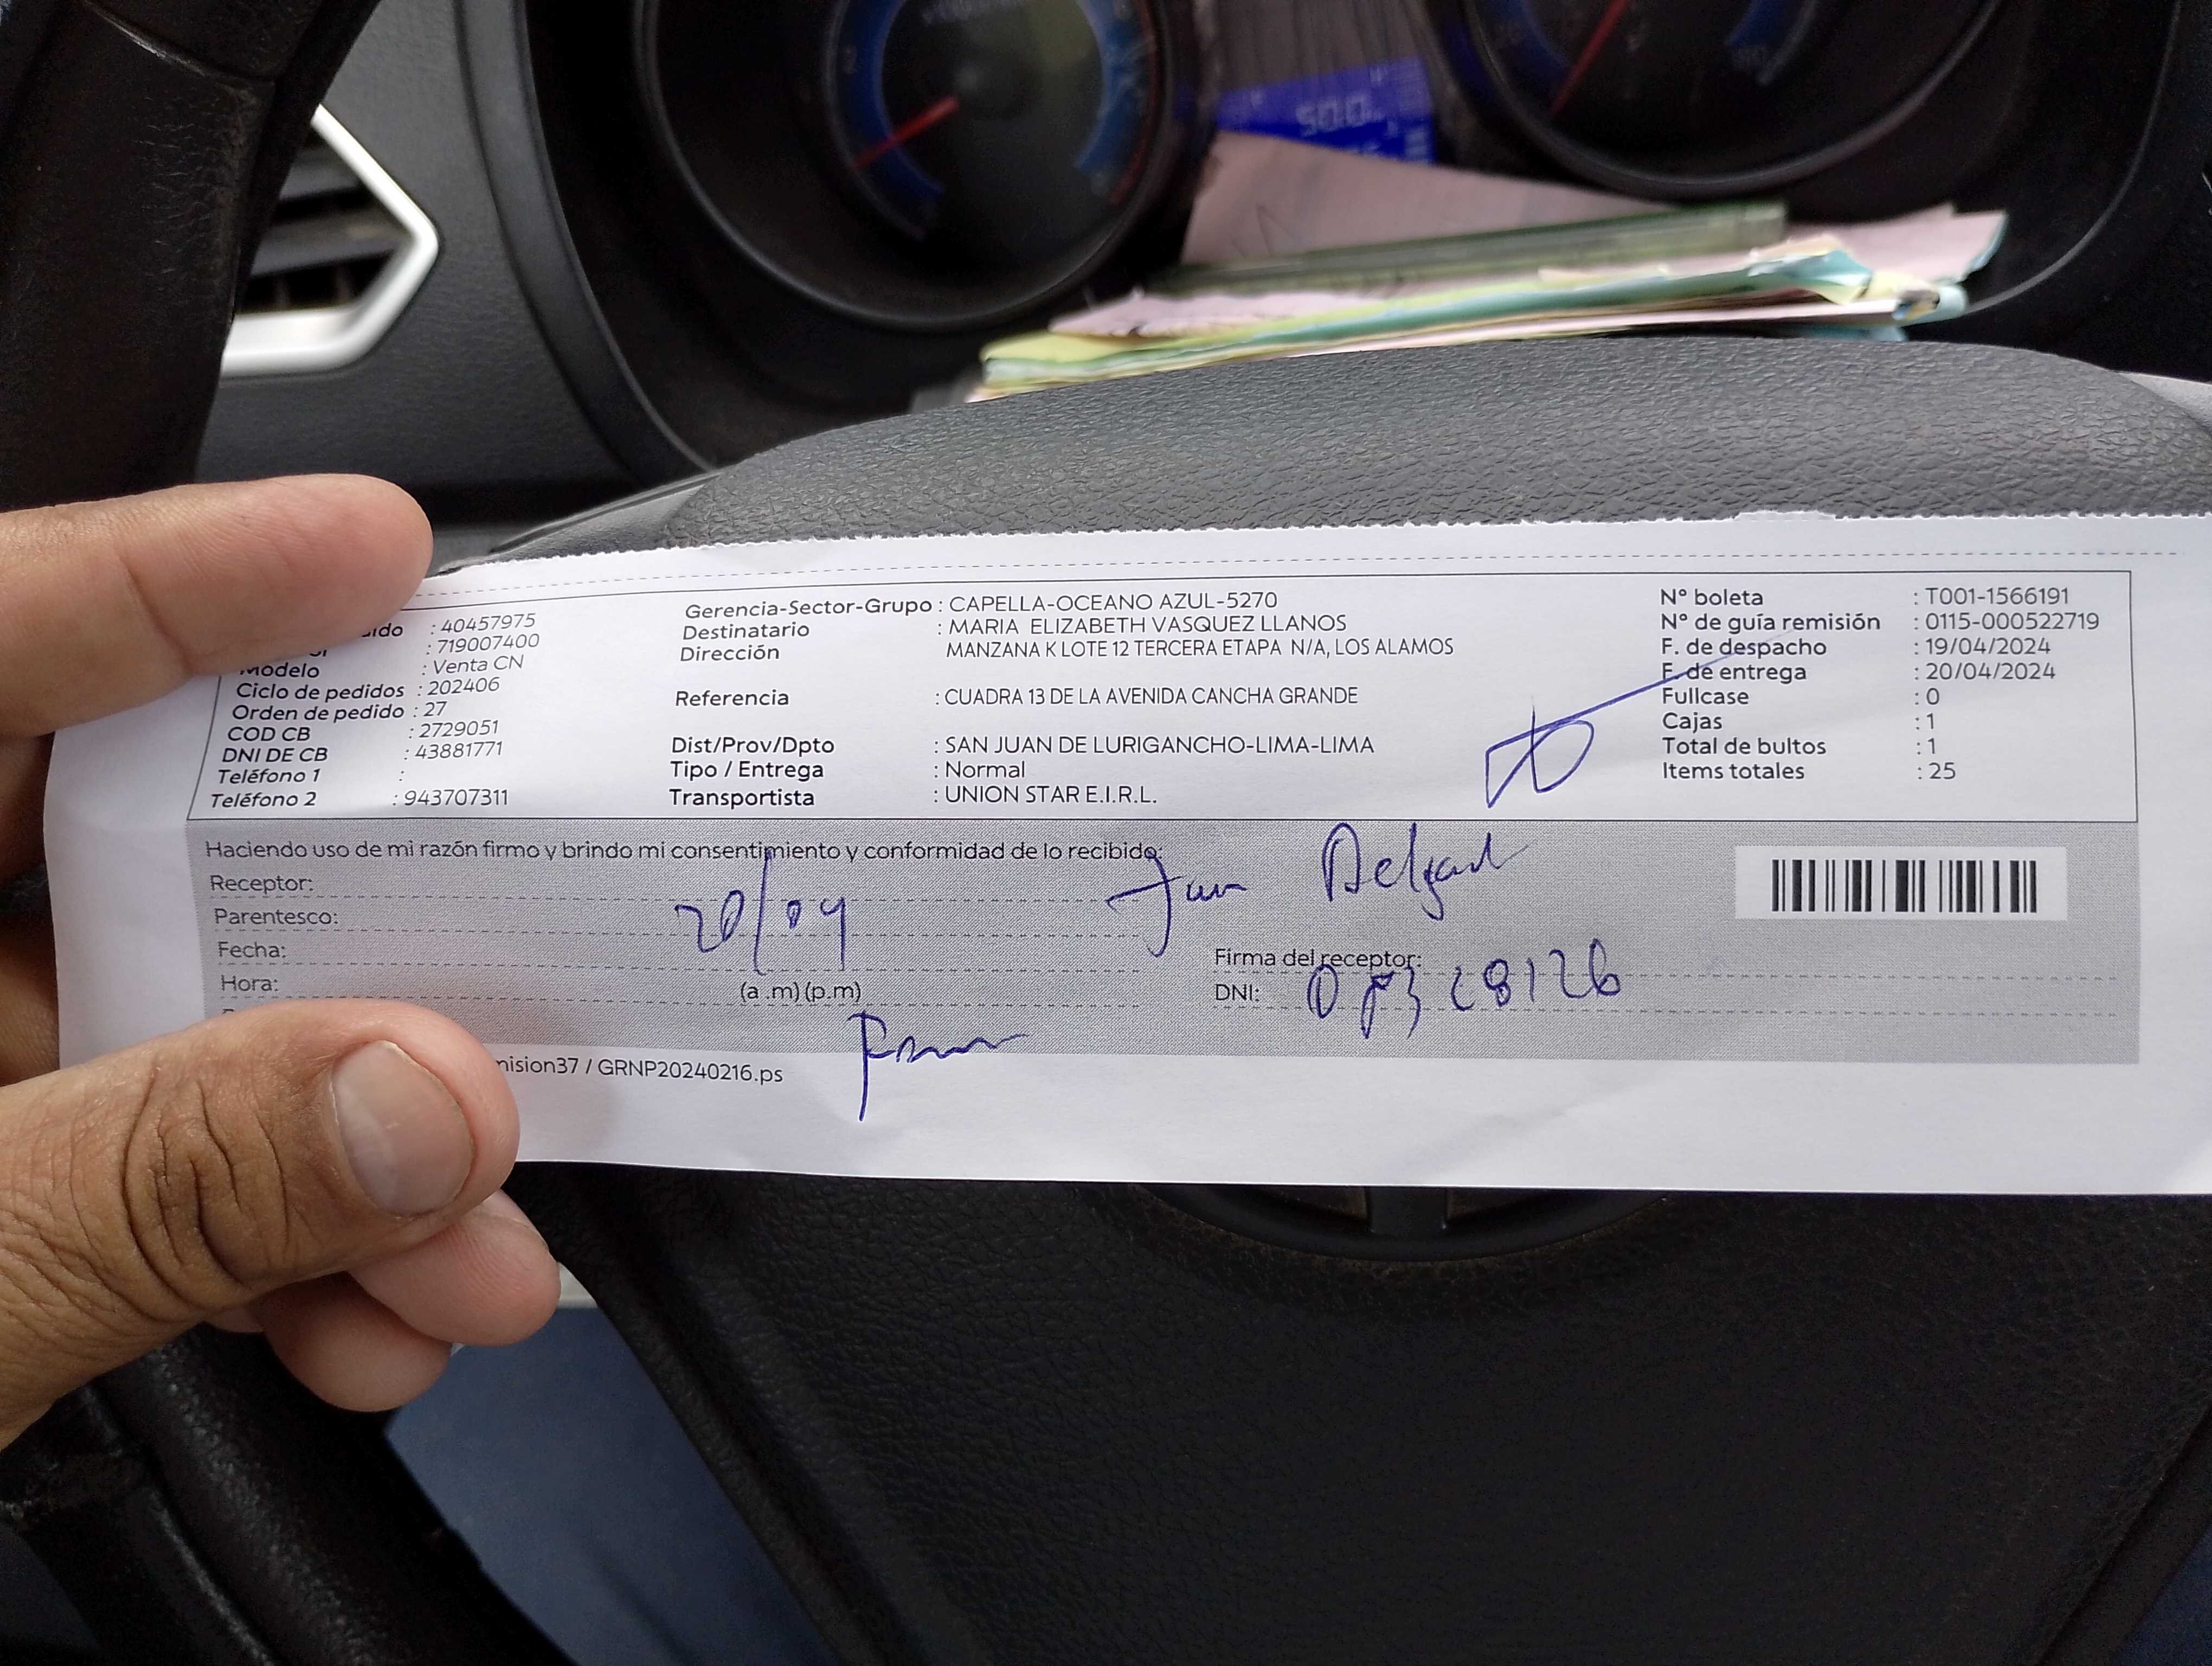 500
: 40457975
: 719007400
Modelo : Venta CN
Ciclo de pedidos : 202406
Orden de pedido : 27
COD CB : 2729051
DNI DE CB : 43881771
Teléfono 1 :
Teléfono 2 : 943707311
Gerencia-Sector-Grupo : CAPELLA-OCEANO AZUL-5270
Destinatario : MARIA ELIZABETH VASQUEZ LLANOS
Dirección MANZANA K LOTE 12 TERCERA ETAPA N/A, LOS ALAMOS
Referencia : CUADRA 13 DE LA AVENIDA CANCHA GRANDE
Dist/Prov/Dpto : SAN JUAN DE LURIGANCHO-LIMA-LIMA
Tipo / Entrega : Normal
Transportista : UNION STAR E.I.R.L.
N° boleta : T001-1566191
N° de guía remisión : 0115-000522719
F. de despacho : 19/04/2024
F. de entrega : 20/04/2024
Fullcase : 0
Cajas : 1
Total de bultos : 1
Items totales : 25
Haciendo uso de mi razón firmo y brindo mi consentimiento y conformidad de lo recibido:
Receptor:
Parentesco:
Fecha: 20/04
Hora: (a .m) (p.m)
Firma del receptor:
DNI:
mision37 / GRNP20240216.ps